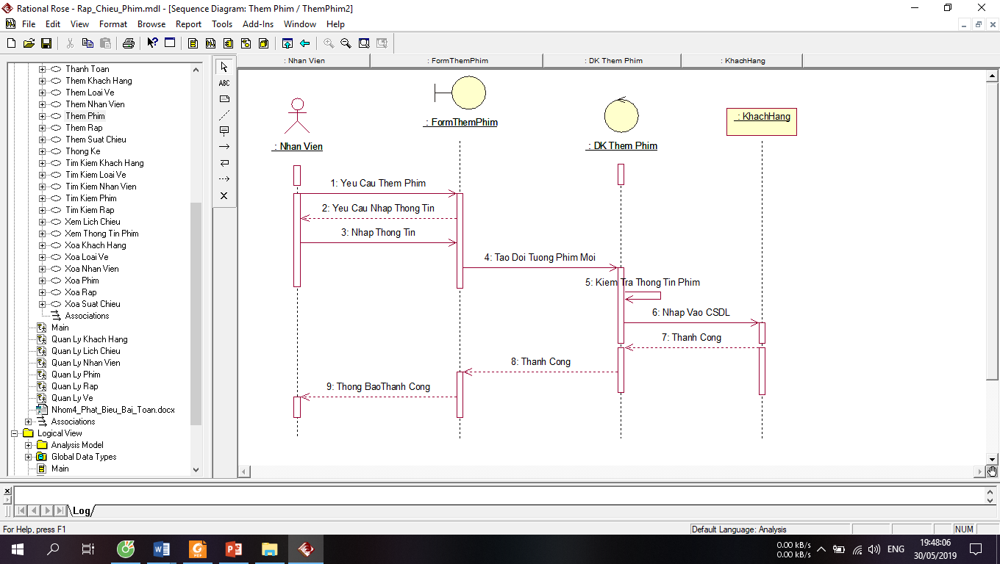 Rational Rose - Rap_Chieu_Phim.mdl - [Sequence Diagram: Them Phim / ThemPhim2]
File Edit View Format Browse Report Tools Add-Ins Window Help
Thanh Toan
Them Khach Hang
Them Loai Ve
Them Nhan Vien
Them Phim
Them Rap
Them Suat Chieu
Thong Ke
Tim Kiem Khach Hang
Tim Kiem Loai Ve
Tim Kiem Nhan Vien
Tim Kiem Phim
Tim Kiem Rap
Xem Lich Chieu
Xem Thong Tin Phim
Xoa Khach Hang
Xoa Loai Ve
Xoa Nhan Vien
Xoa Phim
Xoa Rap
Xoa Suat Chieu
Associations
Main
Quan Ly Khach Hang
Quan Ly Lich Chieu
Quan Ly Nhan Vien
Quan Ly Phim
Quan Ly Rap
Quan Ly Ve
Nhom4_Phat_Bieu_Bai_Toan.docx
Associations
Logical View
Analysis Model
Global Data Types
Main
ABC
: Nhan Vien : FormThemPhim : DK Them Phim : KhachHang
: KhachHang
: FormThemPhim
: Nhan Vien
: DK Them Phim
1: Yeu Cau Them Phim
2: Yeu Cau Nhap Thong Tin
3: Nhap Thong Tin
4: Tao Doi Tuong Phim Moi
5: Kiem Tra Thong Tin Phim
6: Nhap Vao CSDL
7: Thanh Cong
8: Thanh Cong
9: Thong BaoThanh Cong
Log
For Help, press F1
Default Language: Analysis
NUM
0.00 kB/s
0.00 kB/s
ENG
19:48:06
30/05/2019